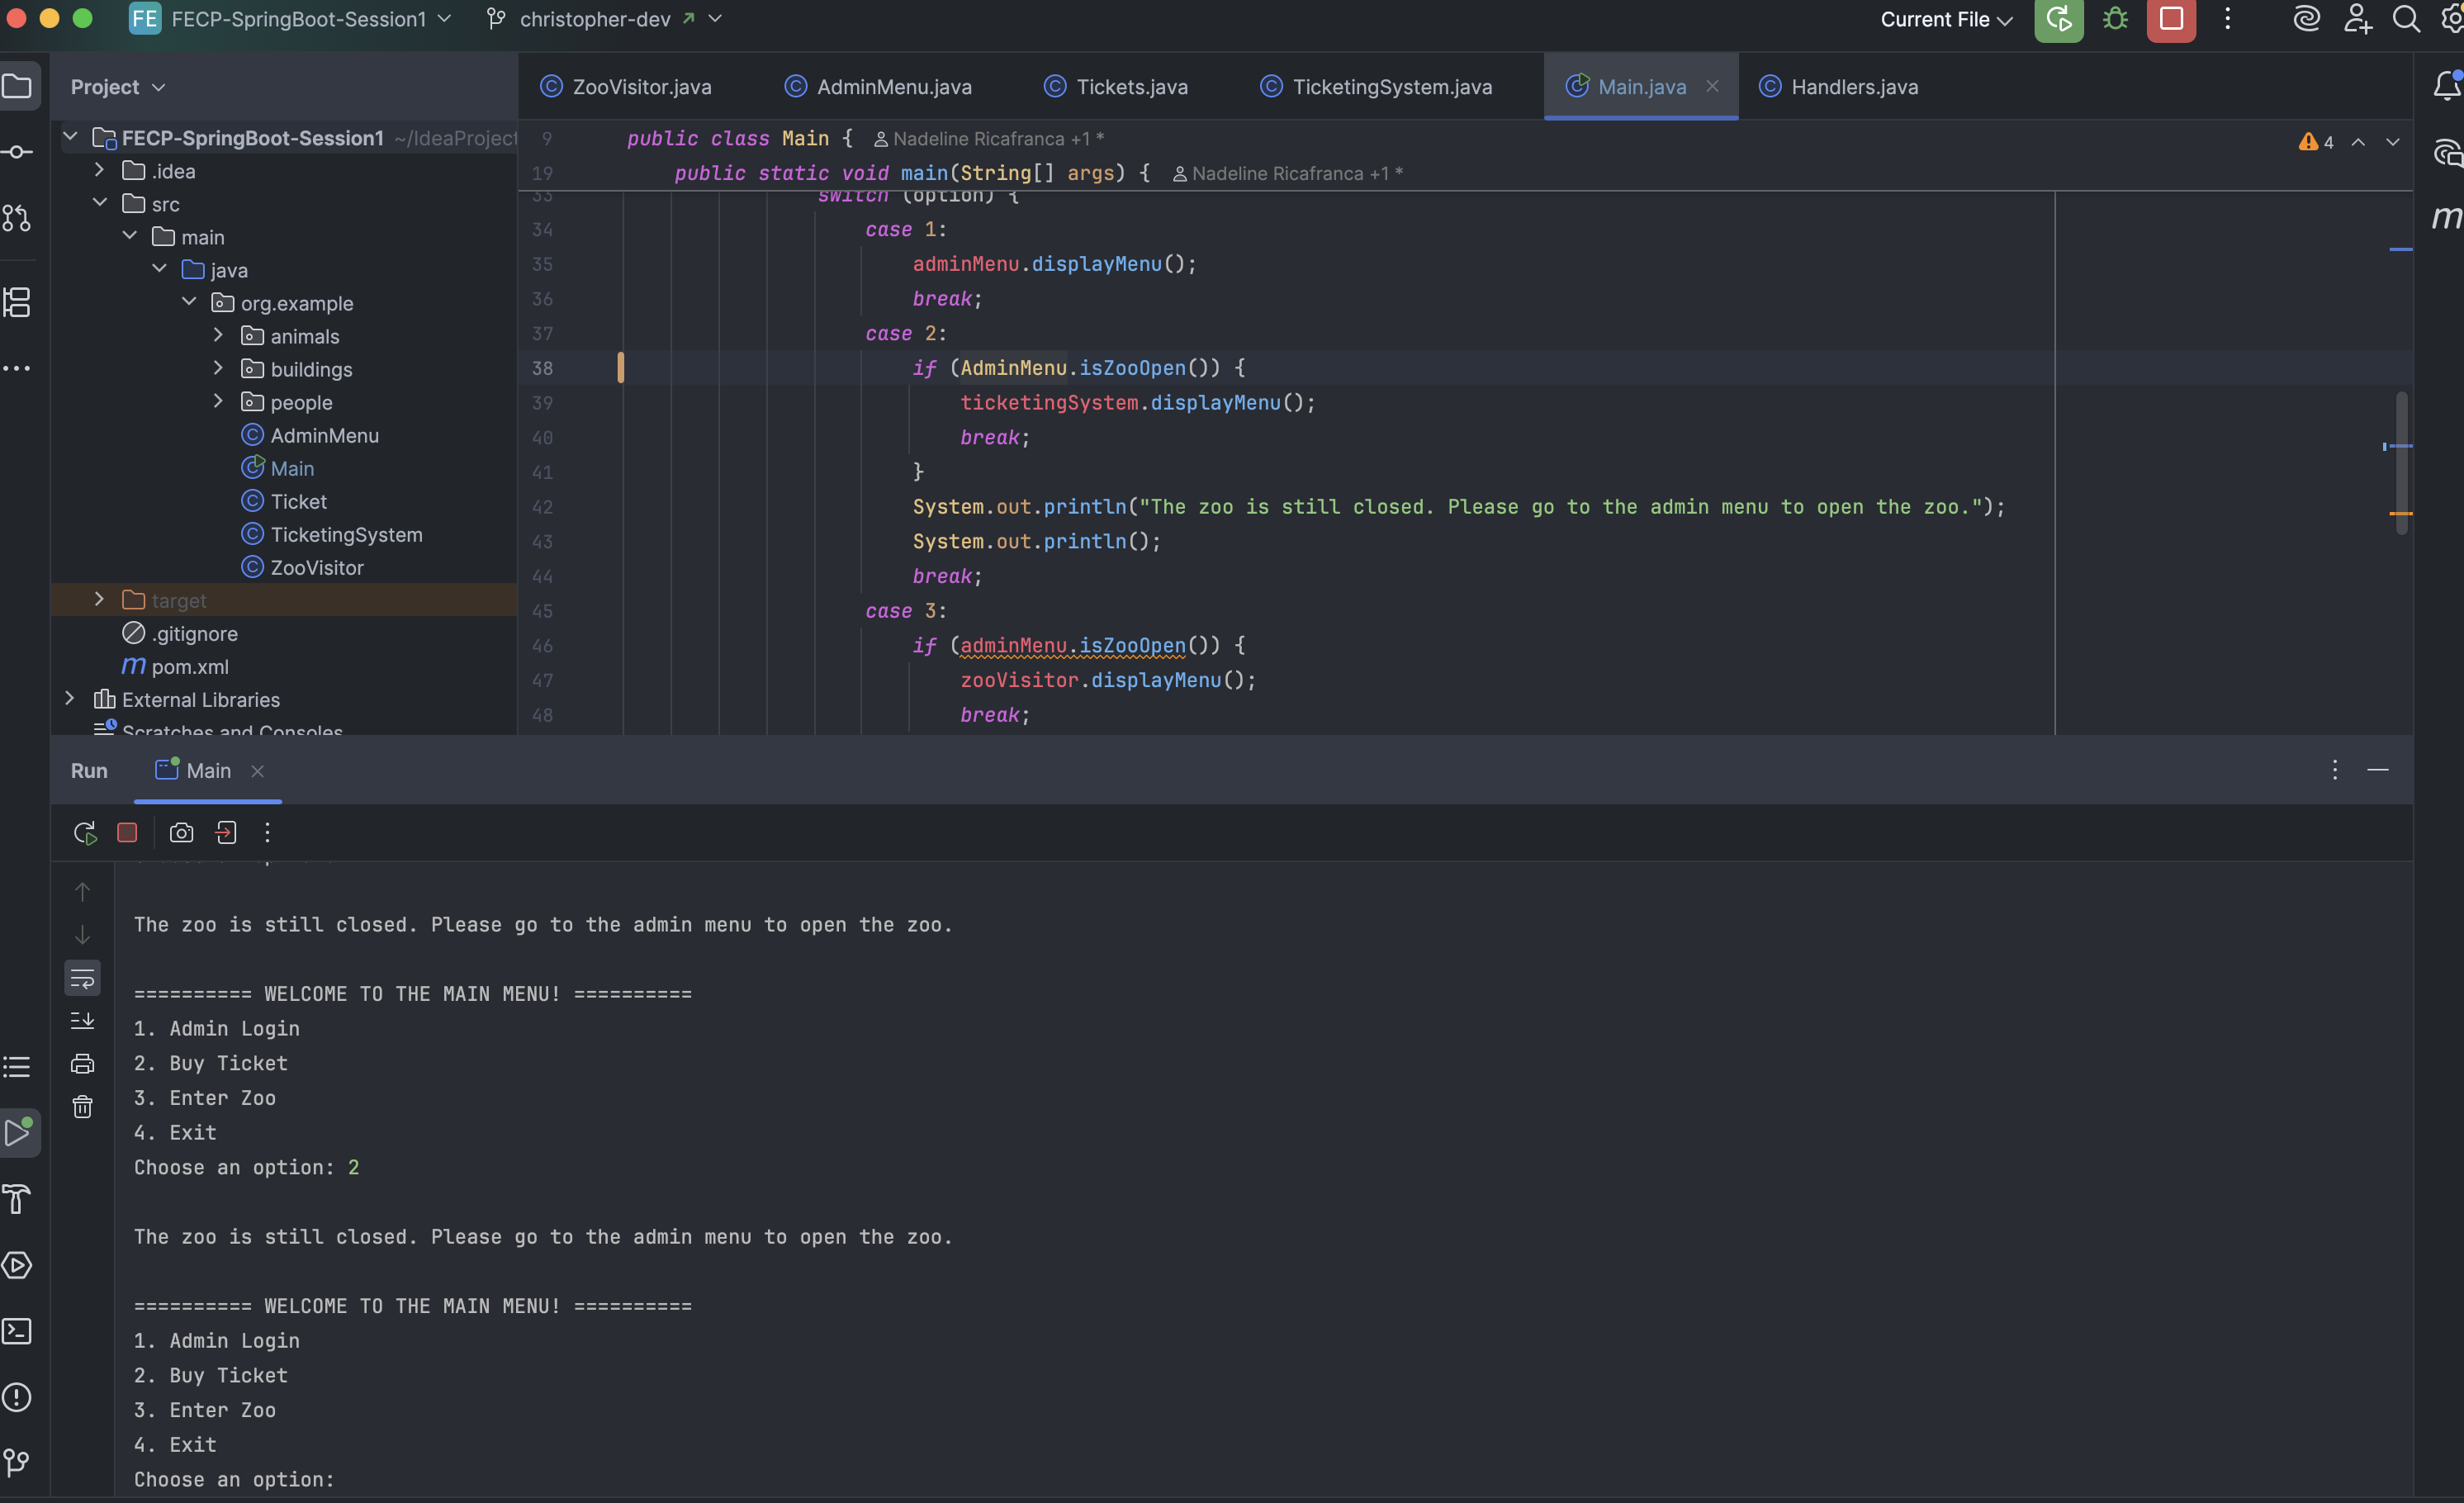 FE FECP-SpringBoot-Session1 christopher-dev Current File
Project
ZooVisitor.java AdminMenu.java Tickets.java TicketingSystem.java Main.java Handlers.java
FECP-SpringBoot-Session1 ~/IdeaProject
.idea
src
main
java
org.example
animals
buildings
people
AdminMenu
Main
Ticket
TicketingSystem
ZooVisitor
target
.gitignore
m pom.xml
External Libraries
Scratches and Consoles
9 public class Main { Nadeline Ricafranca +1 *
19 public static void main(String[] args) { Nadeline Ricafranca +1 *
4
m
33 switch (option) {
34 case 1:
35 adminMenu.displayMenu();
36 break;
37 case 2:
38 if (AdminMenu.isZooOpen()) {
39 ticketingSystem.displayMenu();
40 break;
41 }
42 System.out.println("The zoo is still closed. Please go to the admin menu to open the zoo.");
43 System.out.println();
44 break;
45 case 3:
46 if (adminMenu.isZooOpen()) {
47 zooVisitor.displayMenu();
48 break;
Run Main
The zoo is still closed. Please go to the admin menu to open the zoo.
========== WELCOME TO THE MAIN MENU! ==========
1. Admin Login
2. Buy Ticket
3. Enter Zoo
4. Exit
Choose an option: 2
The zoo is still closed. Please go to the admin menu to open the zoo.
========== WELCOME TO THE MAIN MENU! ==========
1. Admin Login
2. Buy Ticket
3. Enter Zoo
4. Exit
Choose an option: